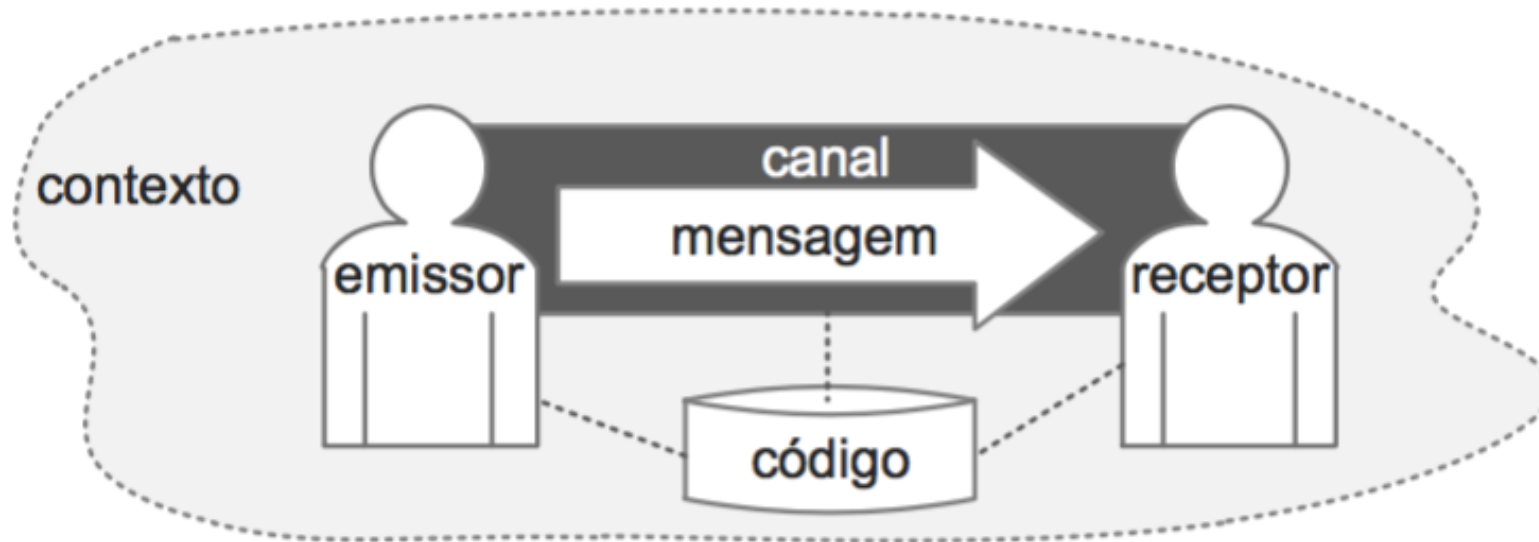 canal
contexto
mensagem
emissor
receptor
código